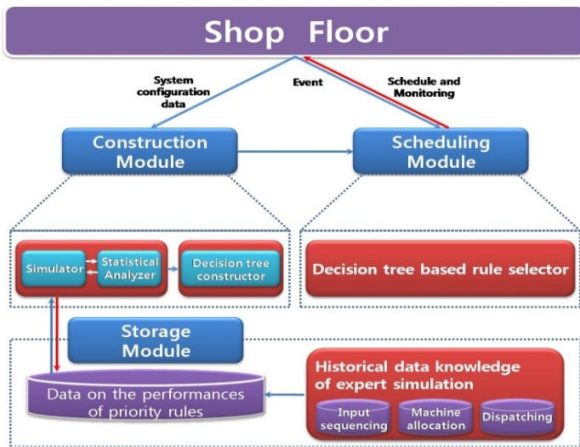 Shop Floor
System
configuration
data
Event
Schedule and
Monitoring
Construction
Module
Scheduling
Module
Simulator
Statistical
Analyzer
Decision tree
constructor
Decision tree based rule selector
Storage
Module
Data on the performances
of priority rules
Historical data knowledge
of expert simulation
Input
sequencing
Machine
allocation
Dispatching